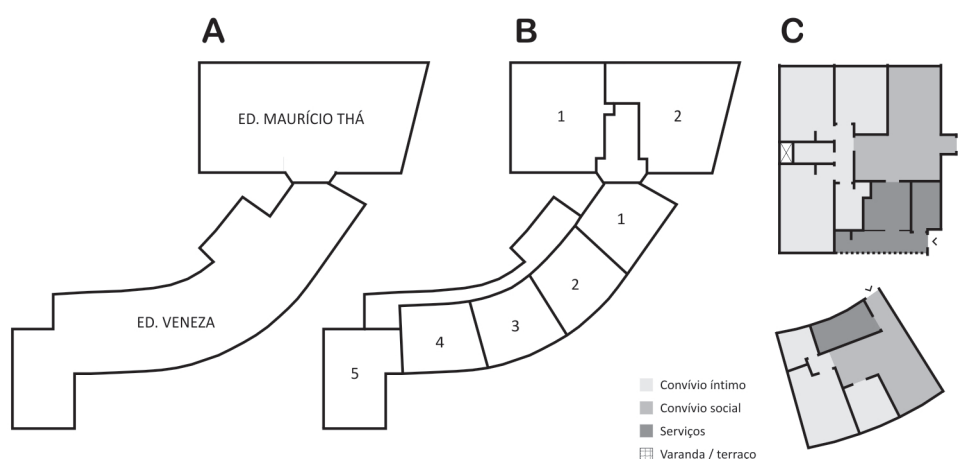 A
B
C
ED. MAURÍCIO THÁ
1
2
1
2
3
4
5
ED. VENEZA
Convívio íntimo
Convívio social
Serviços
Varanda / terraco